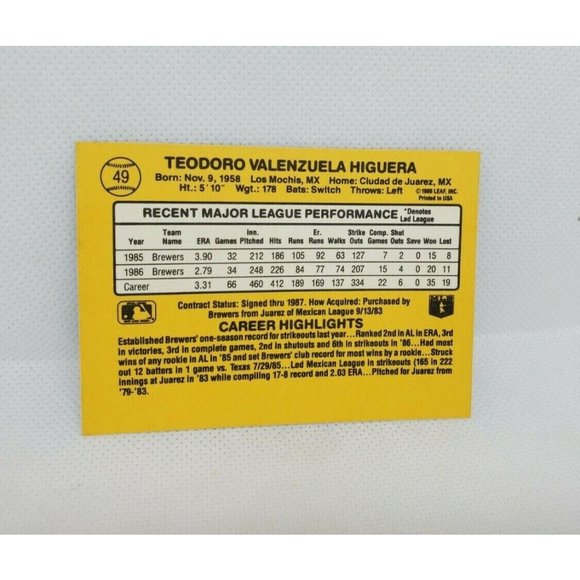 49
TEODORO VALENZUELA HIGUERA
Born: Nov. 9, 1958 Los Mochis, MX Home: Ciudad de Juarez, MX
Ht.: 5'10" Wgt.: 178 Bats: Switch Throws: Left
© 1986 LEAF, INC.
Printed in USA
RECENT MAJOR LEAGUE PERFORMANCE *Denotes Led League
Year Team Name ERA Games Inn. Pitched Hits Runs Er. Runs Walks Strike Outs Comp. Games Shut Outs Save Won Lost
1985 Brewers 3.90 32 212 186 105 92 63 127 7 2 0 15 8
1986 Brewers 2.79 34 248 226 84 77 74 207 15 4 0 20 11
Career 3.31 66 460 412 189 169 137 334 22 6 0 35 19
Contract Status: Signed thru 1987. How Acquired: Purchased by
Brewers from Juarez of Mexican League 9/13/83
CAREER HIGHLIGHTS
Established Brewers' one-season record for strikeouts last year...Ranked 2nd in AL in ERA, 3rd
in victories, 3rd in complete games, 2nd in shutouts and 6th in strikeouts in '86...Had most
wins of any rookie in AL in '85 and set Brewers' club record for most wins by a rookie...Struck
out 12 batters in 1 game vs. Texas 7/29/85...Led Mexican League in strikeouts (165 in 222
innings at Juarez in '83 while compiling 17-8 record and 2.03 ERA...Pitched for Juarez from
'79-'83.